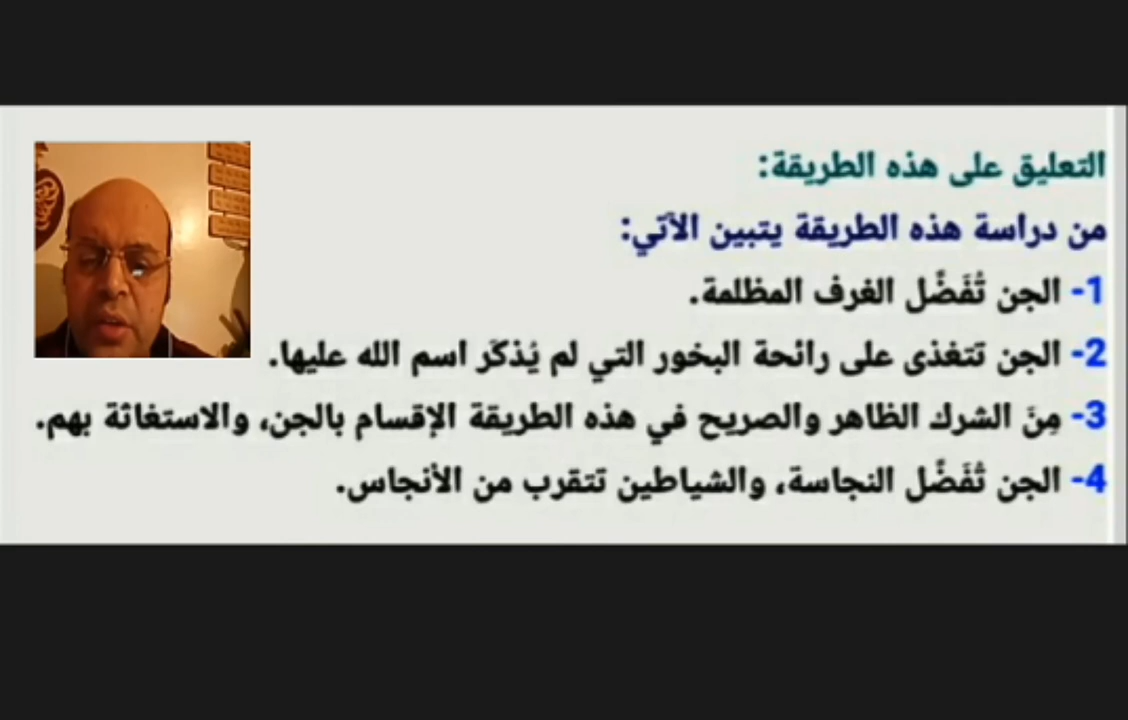 التعليق على هذه الطريقة:
من دراسة هذه الطريقة يتبين الآتي:
1- الجن تُفَضِّل الغرف المظلمة.
2- الجن تتغذى على رائحة البخور التي لم يُذكَر اسم الله عليها.
3- مِنَ الشرك الظاهر والصريح في هذه الطريقة الإقسام بالجن، والاستغاثة بهم.
4- الجن تُفَضِّل النجاسة، والشياطين تتقرب من الأنجاس.